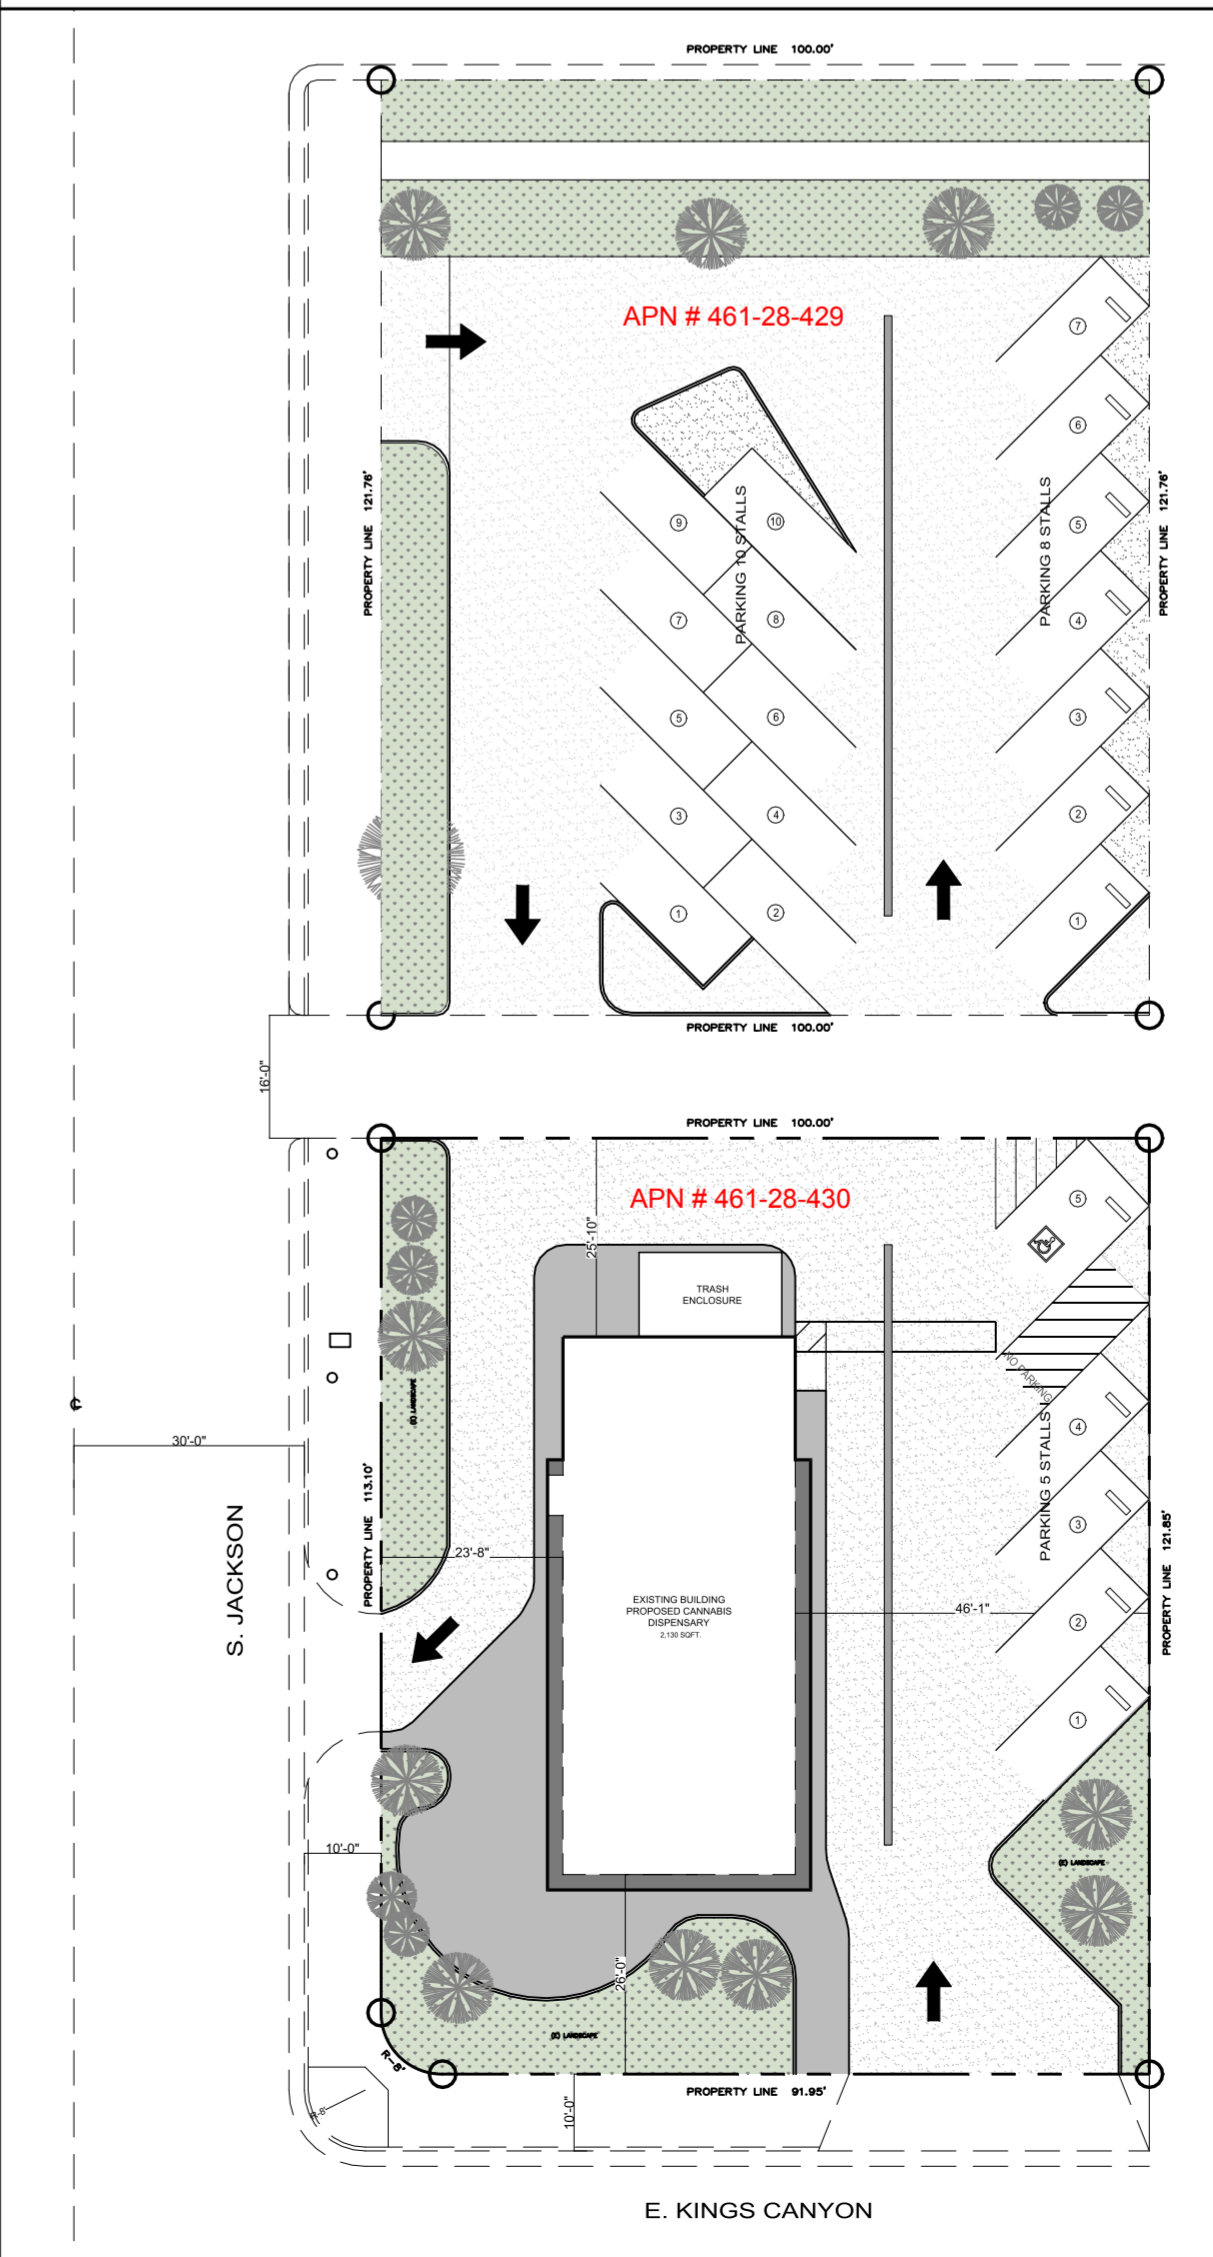 PROPERTY LINE 100.00'
APN # 461-28-429
7
6
PROPERTY LINE 121.76'
PARKING 10 STALLS
PARKING 8 STALLS
PROPERTY LINE 121.76'
9
10
5
7
8
4
5
6
3
3
4
2
1
2
1
PROPERTY LINE 100.00'
16'-0"
PROPERTY LINE 100.00'
APN # 461-28-430
5
25'-10"
TRASH
ENCLOSURE
NO PARKING
(E) LANDSCAPE
℄
4
30'-0"
PARKING 5 STALLS
PROPERTY LINE 113.10'
3
S. JACKSON
23'-8"
PROPERTY LINE 121.85'
EXISTING BUILDING
PROPOSED CANNABIS
DISPENSARY
2,130 SQFT.
46'-1"
2
1
10'-0"
(E) LANDSCAPE
26'-0"
(E) LANDSCAPE
R-8'
PROPERTY LINE 91.95'
10'-0"
E. KINGS CANYON